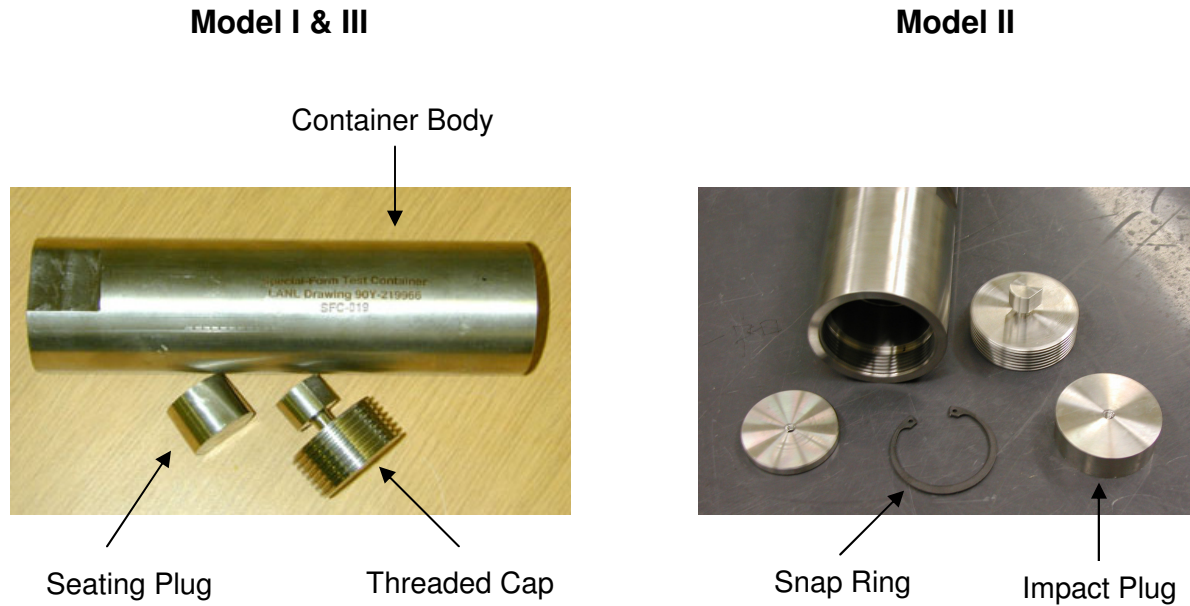 Model I & III
Model II
Container Body
Special-Form Test Container
LANL Drawing 90Y-219966
SFC-019
Seating Plug
Threaded Cap
Snap Ring
Impact Plug